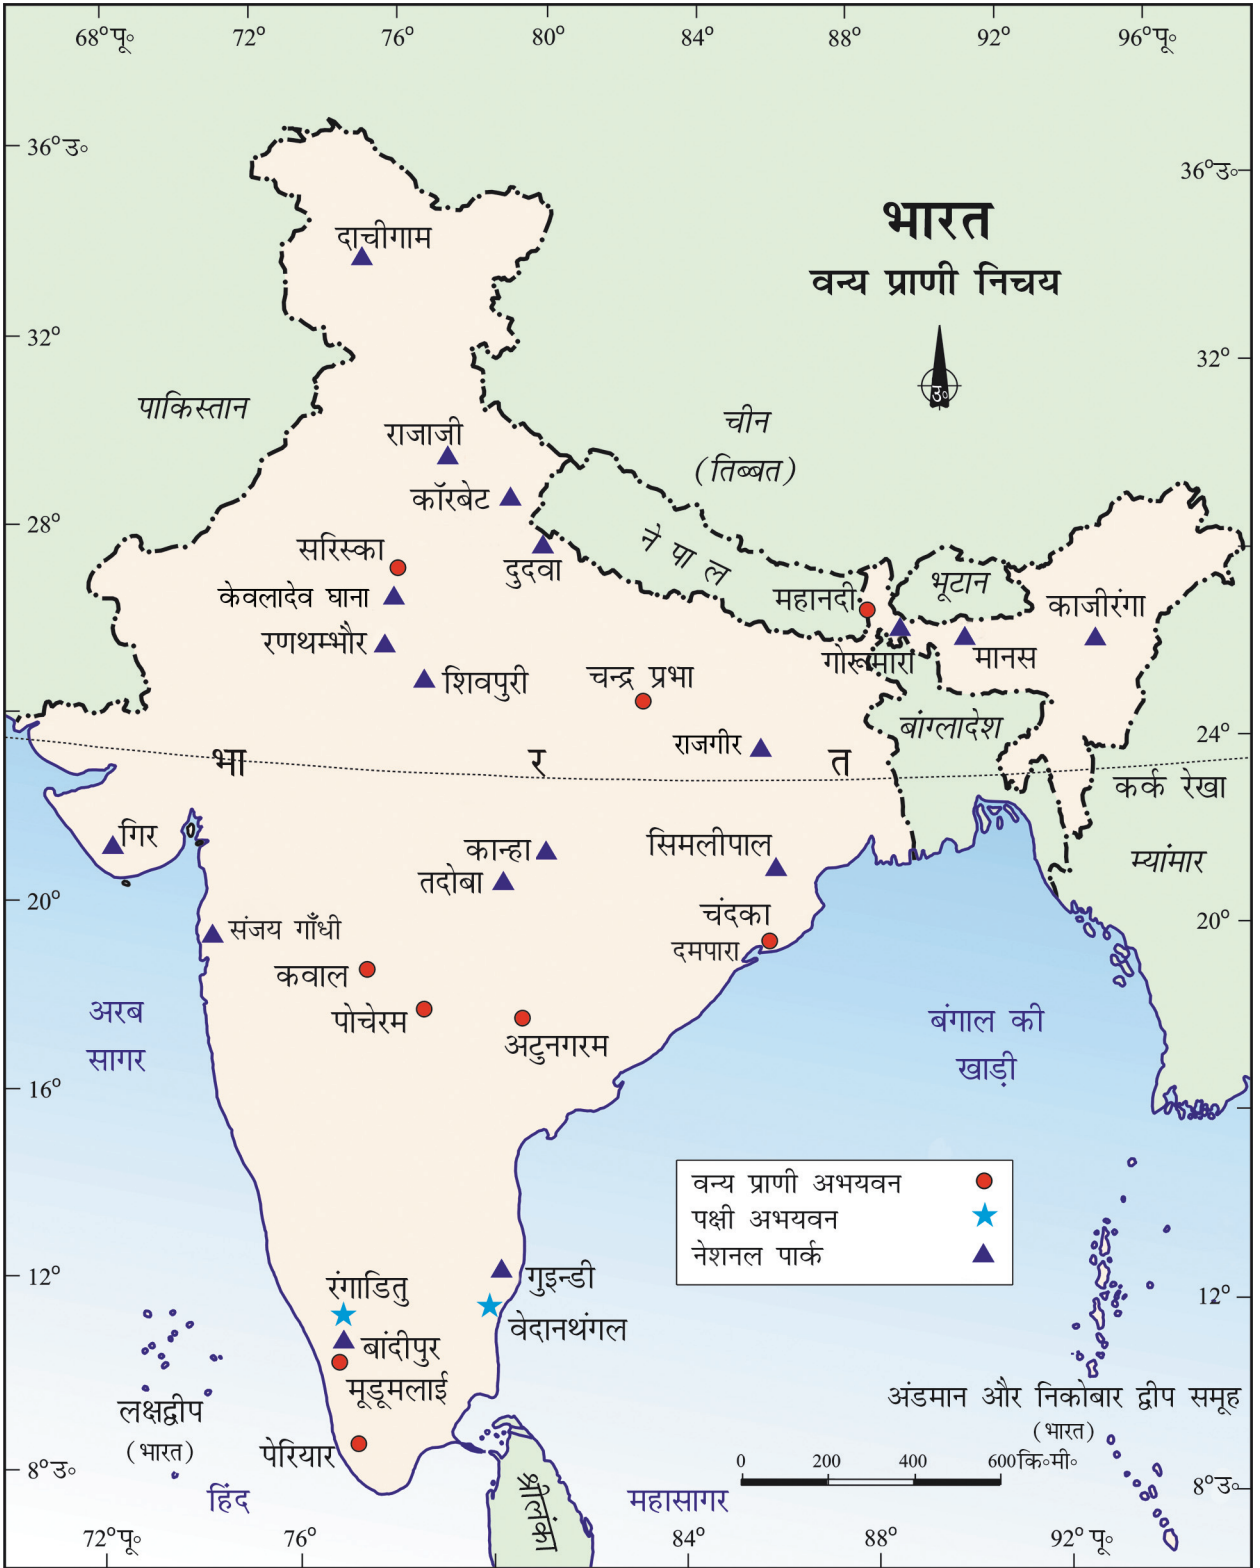 68°पू॰ 72° 76° 80° 84° 88° 92° 96°पू॰
36°उ॰
36°उ॰
भारत
वन्य प्राणी निचय
दाचीगाम
उ॰
32°
32°
पाकिस्तान
चीन
(तिब्बत)
राजाजी
कॉरबेट
28°
सरिस्का
दुदवा
नेपाल
भूटान
केवलादेव घाना
महानदी
काजीरंगा
रणथम्भौर
गोरूमारा
मानस
शिवपुरी
चन्द्र प्रभा
बांग्लादेश
राजगीर
24°
भारत
कर्क रेखा
गिर
कान्हा
सिमलीपाल
म्यांमार
तदोबा
20°
20°
चंदका
दमपारा
संजय गाँधी
कवाल
पोचेरम
अटुनगरम
अरब
सागर
बंगाल की
खाड़ी
16°
वन्य प्राणी अभयवन
पक्षी अभयवन
नेशनल पार्क
12°
12°
रंगाडितु
गुइन्डी
वेदानथंगल
बांदीपुर
मूडूमलाई
लक्षद्वीप
(भारत)
अंडमान और निकोबार द्वीप समूह
(भारत)
पेरियार
0 200 400 600कि॰मी॰
8°उ॰
8°उ॰
हिंद
महासागर
श्रीलंका
72°पू॰ 76° 84° 88° 92°पू॰